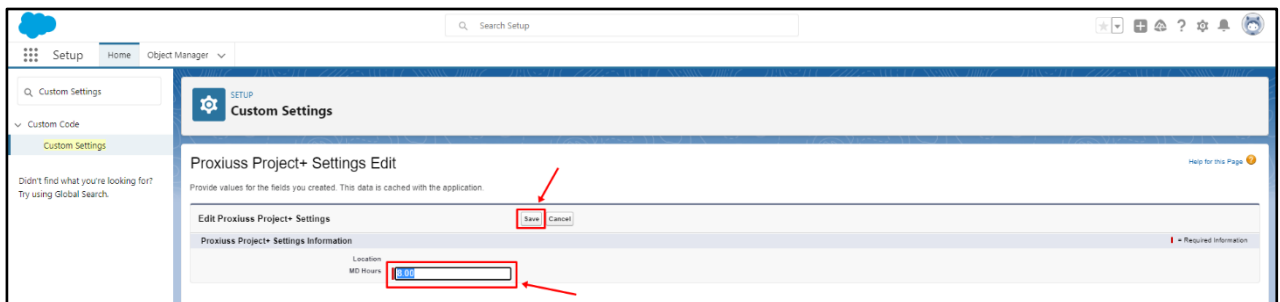 Search Setup
Setup Home Object Manager
Custom Settings
SETUP
Custom Settings
Custom Code
Custom Settings
Didn't find what you're looking for?
Try using Global Search.
Proxiuss Project+ Settings Edit
Help for this Page
Provide values for the fields you created. This data is cached with the application.
Edit Proxiuss Project+ Settings Save Cancel
Proxiuss Project+ Settings Information = Required Information
Location
MD Hours 8.00